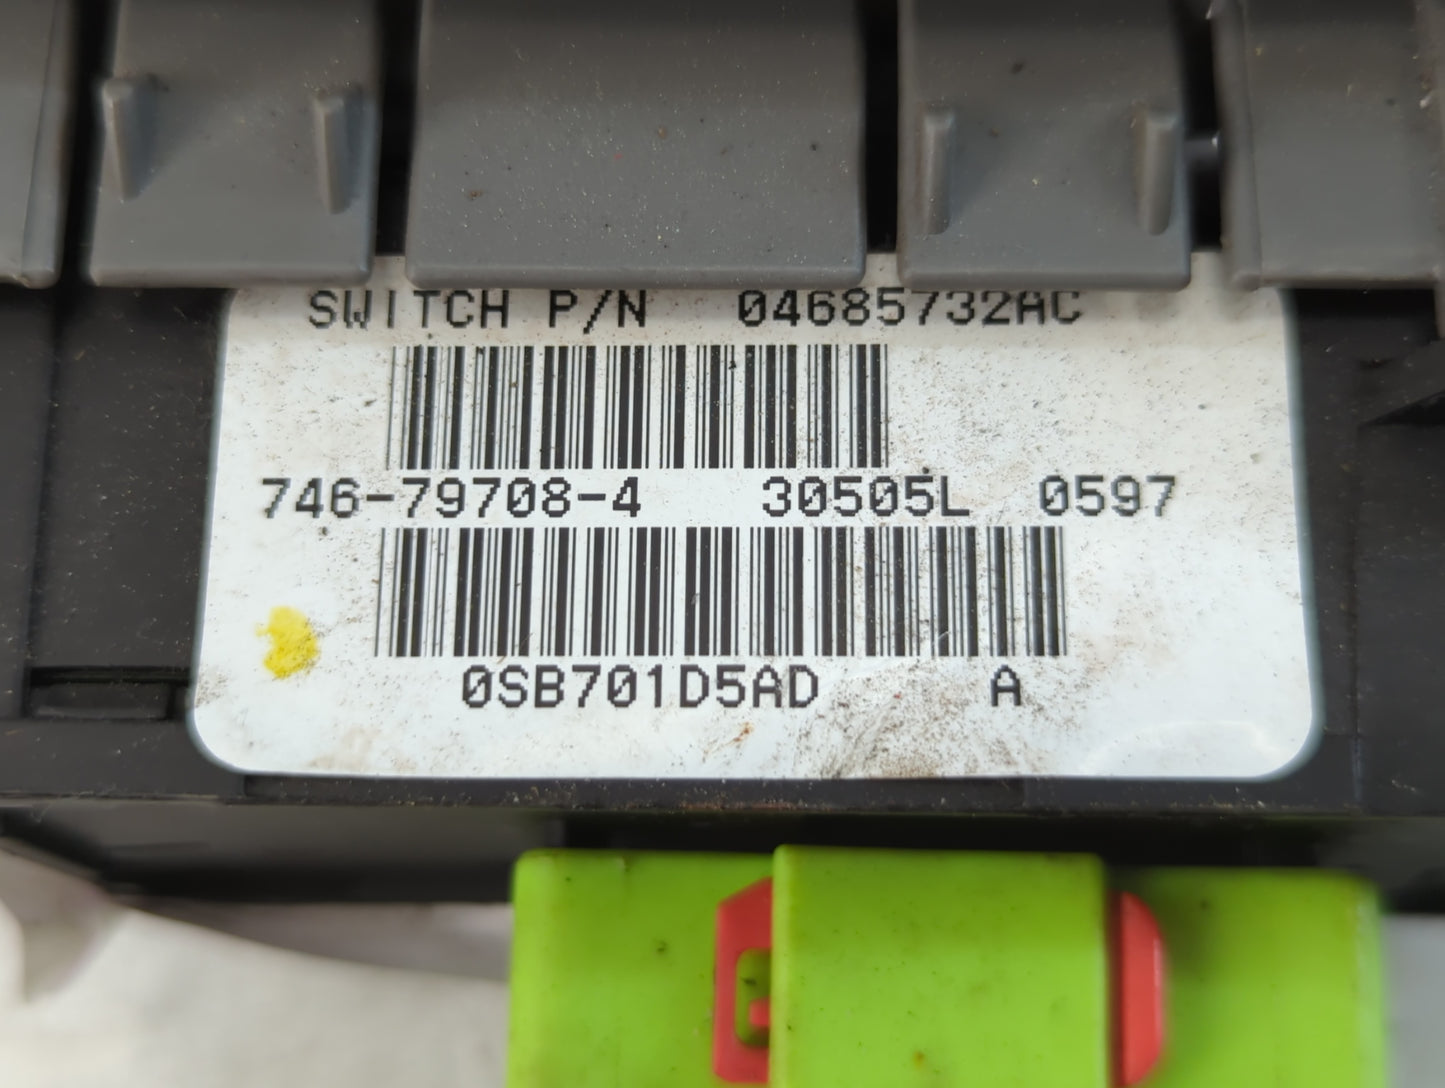 SWITCH P/N 04685732AC
746-79708-4 30505L 0597
0SB701D5AD A